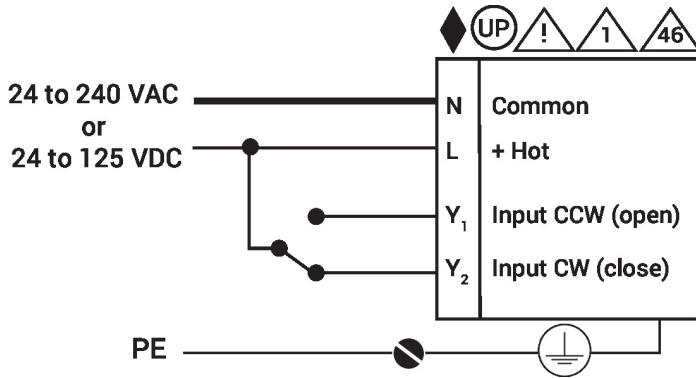 UP ! 1 46
24 to 240 VAC
or
24 to 125 VDC
N Common
L + Hot
Y₁ Input CCW (open)
Y₂ Input CW (close)
PE